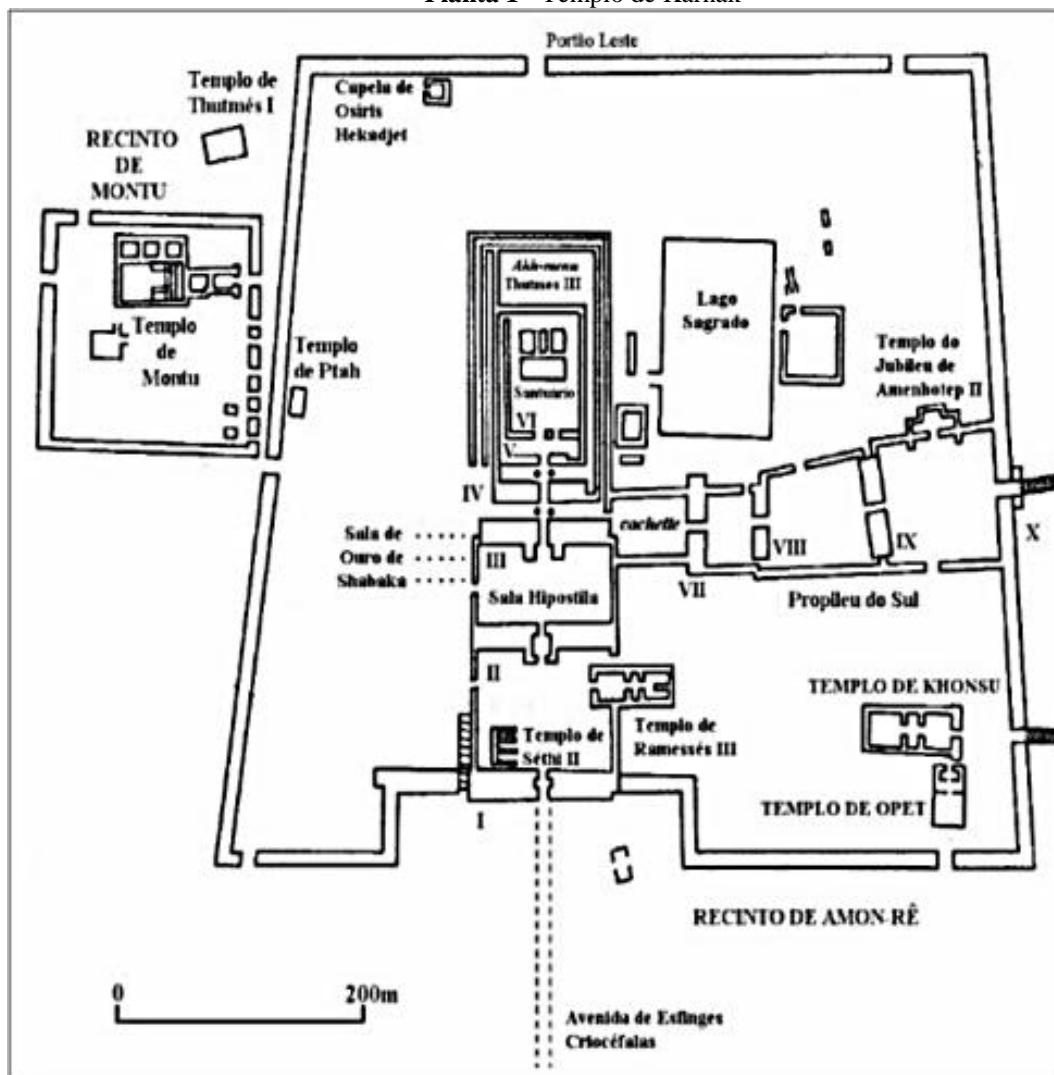 Planta 1 - Templo de Karnak
Portão Leste
Templo de
Thutmés I
Capela de
Osíris
Hekadjet
RECINTO
DE
MONTU
Akh-menu
Thutmés III
Lago
Sagrado
Templo
de
Montu
Templo
de Ptah
Templo do
Jubileu de
Amenhotep II
Santuário
VI
V
IV
cachette
VIII
IX
X
Sala de
Ouro de
Shabaka
III
Sala Hipostila
VII
Propileu do Sul
II
TEMPLO DE KHONSU
Templo de
Séthi II
Templo de
Ramessés III
TEMPLO DE OPET
I
RECINTO DE AMON-RÊ
0 200m
Avenida de Esfinges
Criocéfalas